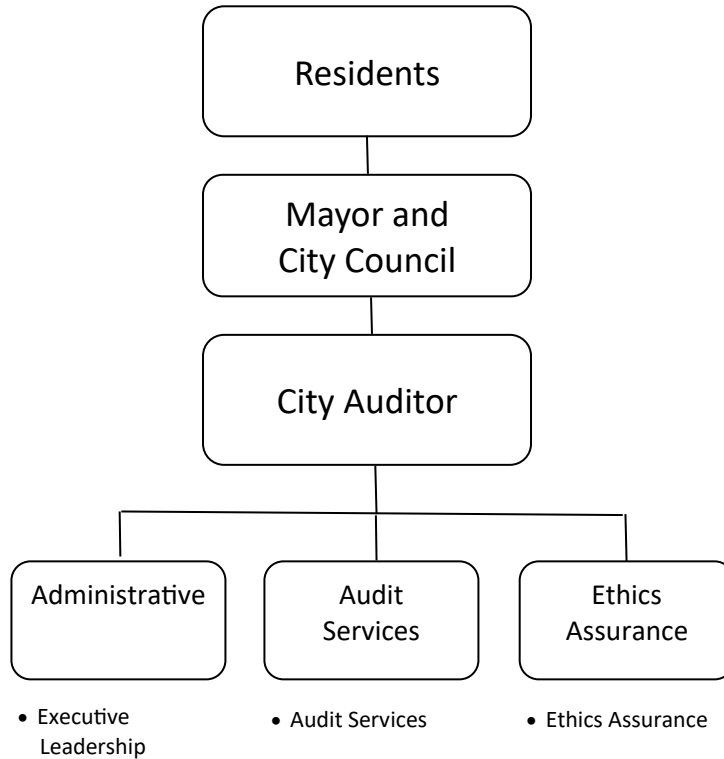 Residents
Mayor and
City Council
City Auditor
Administrative
Audit
Services
Ethics
Assurance
• Executive
Leadership
• Audit Services
• Ethics Assurance